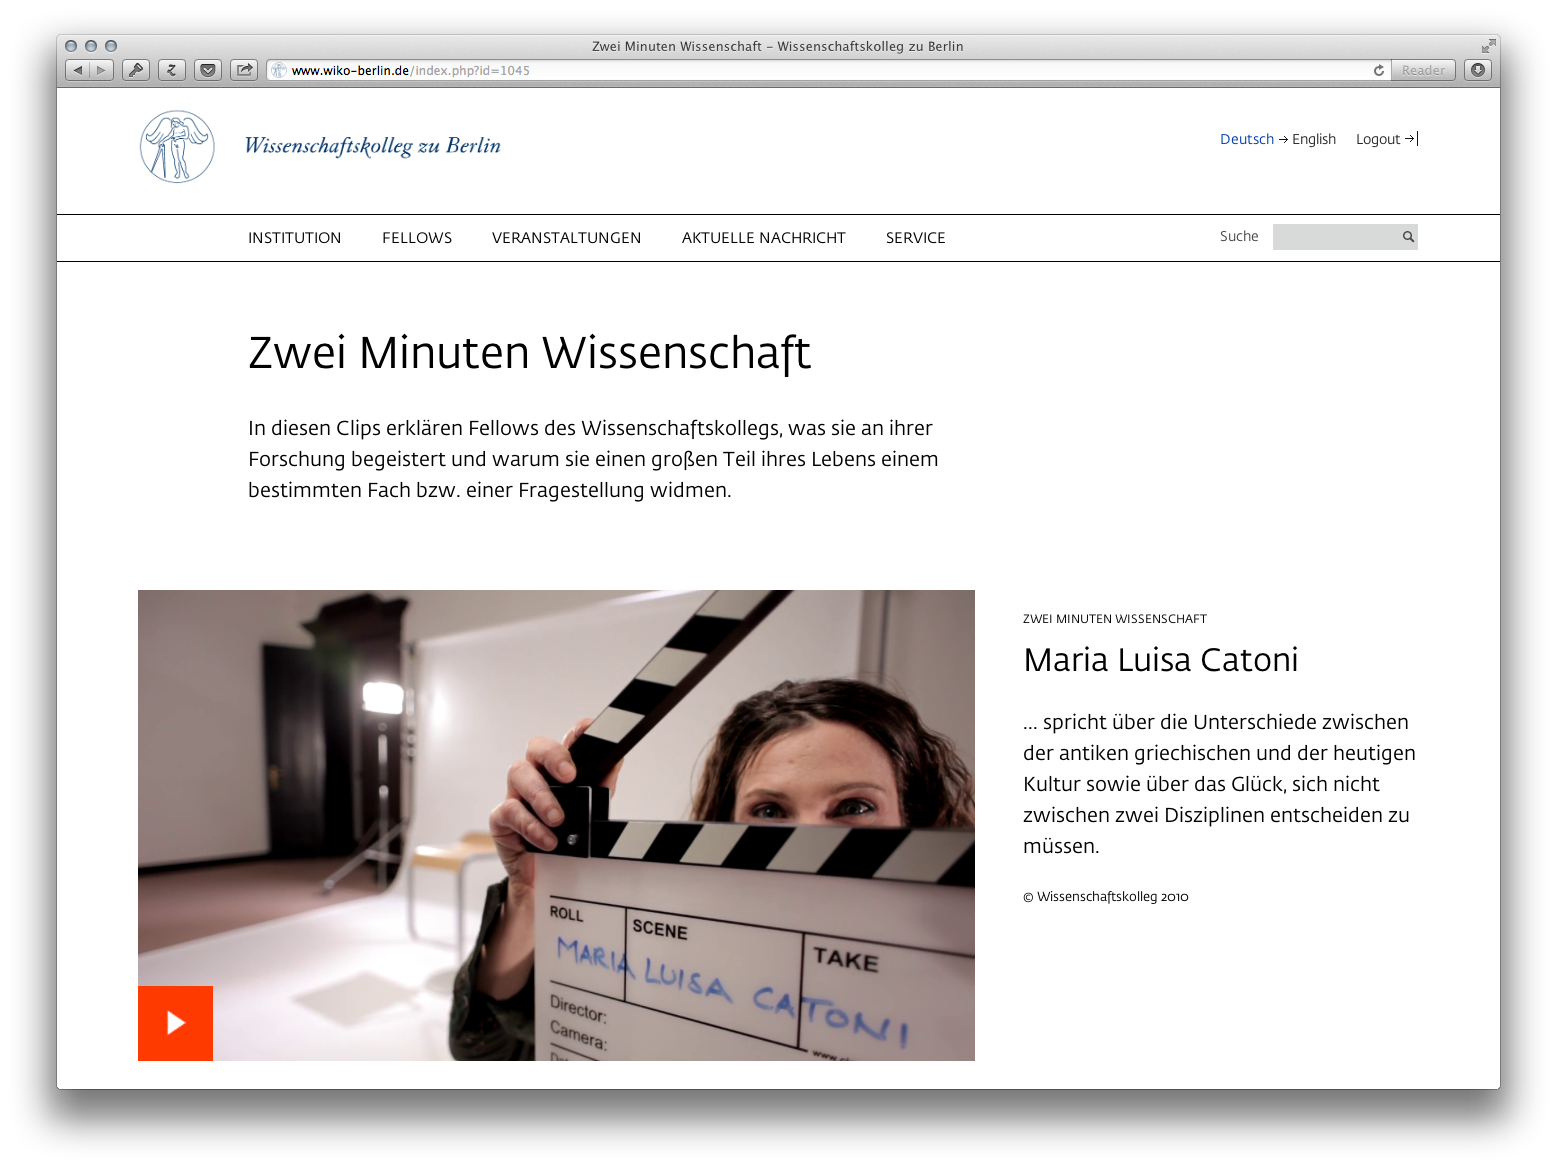 Zwei Minuten Wissenschaft – Wissenschaftskolleg zu Berlin
www.wiko-berlin.de/index.php?id=1045
Reader
Wissenschaftskolleg zu Berlin
Deutsch → English Logout →|
INSTITUTION FELLOWS VERANSTALTUNGEN AKTUELLE NACHRICHT SERVICE
Suche
Zwei Minuten Wissenschaft
In diesen Clips erklären Fellows des Wissenschaftskollegs, was sie an ihrer
Forschung begeistert und warum sie einen großen Teil ihres Lebens einem
bestimmten Fach bzw. einer Fragestellung widmen.
ROLL
SCENE
TAKE
MARIA LUISA CATONI
Director:
Camera:
ZWEI MINUTEN WISSENSCHAFT
Maria Luisa Catoni
... spricht über die Unterschiede zwischen
der antiken griechischen und der heutigen
Kultur sowie über das Glück, sich nicht
zwischen zwei Disziplinen entscheiden zu
müssen.
© Wissenschaftskolleg 2010